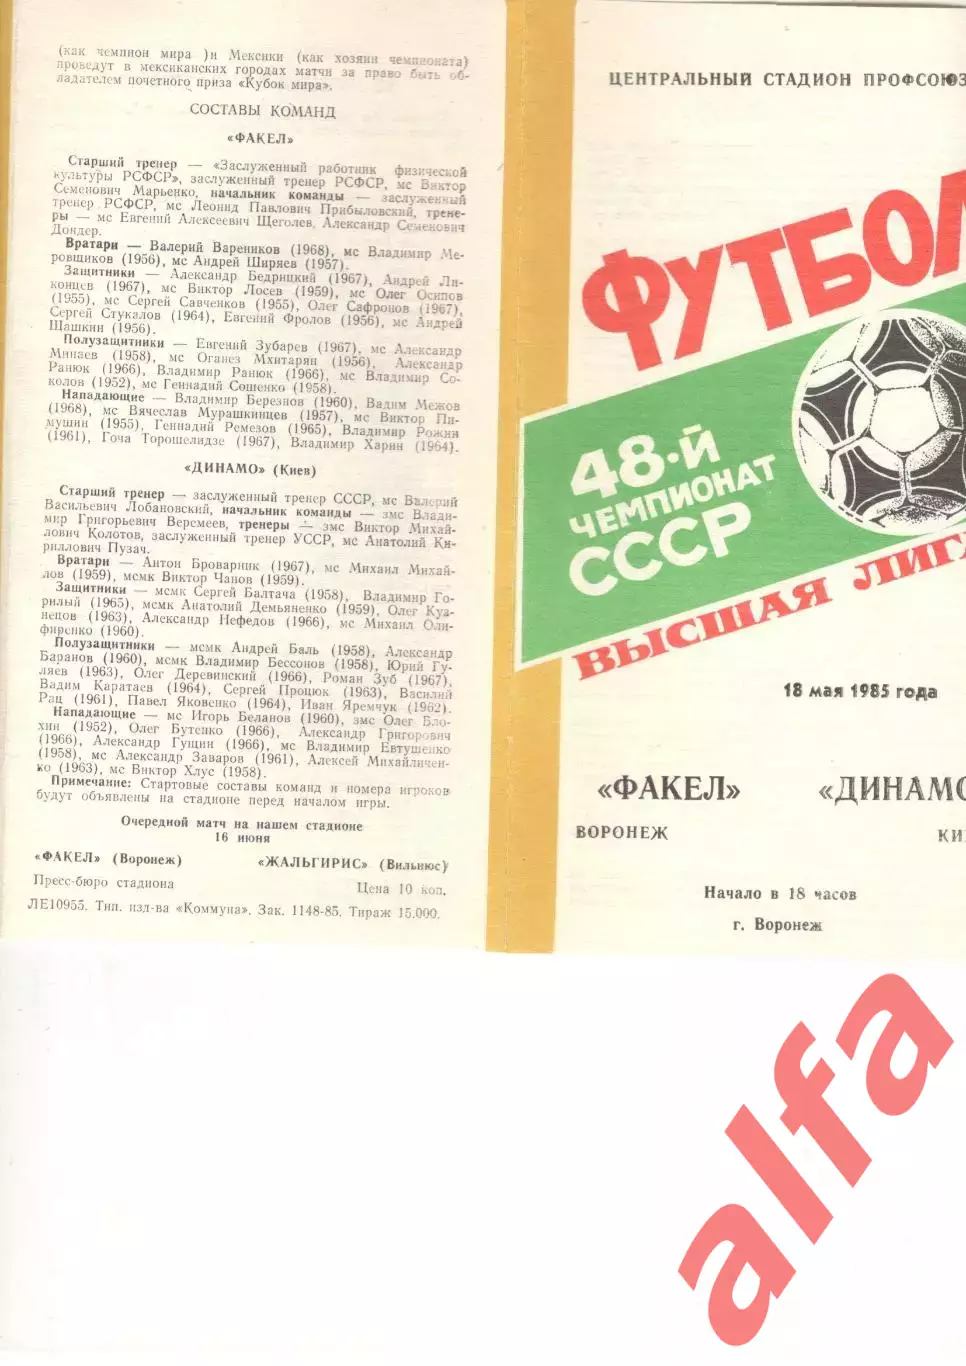 (как чемпион мира )и Мексики (как хозяин чемпионата)
проведут в мексиканских городах матчи за право быть об-
ладателем почетного приза «Кубок мира».
СОСТАВЫ КОМАНД
«ФАКЕЛ»
Старший тренер — «Заслуженный работник физической
культуры РСФСР», заслуженный тренер РСФСР, мс Виктор
Семенович Марьенко, начальник команды — заслуженный
тренер РСФСР, мс Леонид Павлович Прибыловский, трене-
ры — мс Евгений Алексеевич Щеголев, Александр Семенович
Дондер.
Вратари — Валерий Вареников (1968), мс Владимир Ме-
ровщиков (1956), мс Андрей Ширяев (1957).
Защитники — Александр Бедрицкий (1967), Андрей Ли-
концев (1967), мс Виктор Лосев (1959), мс Олег Осипов
(1955), мс Сергей Савченков (1955), Олег Сафронов (1967),
Сергей Стукалов (1964), Евгений Фролов (1956), мс Андрей
Шашкин (1956).
Полузащитники — Евгений Зубарев (1967), мс Александр
Минаев (1958), мс Оганез Мхитарян (1956), Александр
Ранюк (1966), Владимир Ранюк (1966), мс Владимир Со-
колов (1952), мс Геннадий Сошенко (1958).
Нападающие — Владимир Березнов (1960), Вадим Межов
(1968), мс Вячеслав Мурашкинцев (1957), мс Виктор Пи-
мушин (1955), Геннадий Ремезов (1965), Владимир Рожин
(1961), Гоча Торошелидзе (1967), Владимир Харин (1964).
«ДИНАМО» (Киев)
Старший тренер — заслуженный тренер СССР, мс Валерий
Васильевич Лобановский, начальник команды — змс Влади-
мир Григорьевич Веремеев, тренеры — змс Виктор Михай-
лович Колотов, заслуженный тренер УССР, мс Анатолий Ки-
риллович Пузач.
Вратари — Антон Броварник (1967), мс Михаил Михай-
лов (1959), мсмк Виктор Чанов (1959).
Защитники — мсмк Сергей Балтача (1958), Владимир Го-
рилый (1965), мсмк Анатолий Демьяненко (1959), Олег Куз-
нецов (1963), Александр Нефедов (1966), мс Михаил Оли-
фиренко (1960).
Полузащитники — мсмк Андрей Баль (1958), Александр
Баранов (1960), мсмк Владимир Бессонов (1958), Юрий Гу-
ляев (1963), Олег Деревинский (1966), Роман Зуб (1967),
Вадим Каратаев (1964), Сергей Процюк (1963), Василий
Рац (1961), Павел Яковенко (1964), Иван Яремчук (1962).
Нападающие — мс Игорь Беланов (1960), змс Олег Бло-
хин (1952), Олег Бутенко (1966), Александр Григорович
(1966), Александр Гущин (1966), мс Владимир Евтушенко
(1958), мс Александр Заваров (1961), Алексей Михайличен-
ко (1963), мс Виктор Хлус (1958).
Примечание: Стартовые составы команд и номера игроков
будут объявлены на стадионе перед началом игры.
Очередной матч на нашем стадионе
16 июня
«ФАКЕЛ» (Воронеж) «ЖАЛЬГИРИС» (Вильнюс)
Пресс-бюро стадиона Цена 10 коп.
ЛЕ10955. Тип. изд-ва «Коммуна». Зак. 1148-85. Тираж 15.000.
ЦЕНТРАЛЬНЫЙ СТАДИОН ПРОФСОЮЗ
ФУТБОЛ
48-Й
ЧЕМПИОНАТ
СССР
ВЫСШАЯ ЛИГА
18 мая 1985 года
«ФАКЕЛ» «ДИНАМО
ВОРОНЕЖ КИ
Начало в 18 часов
г. Воронеж
alfa